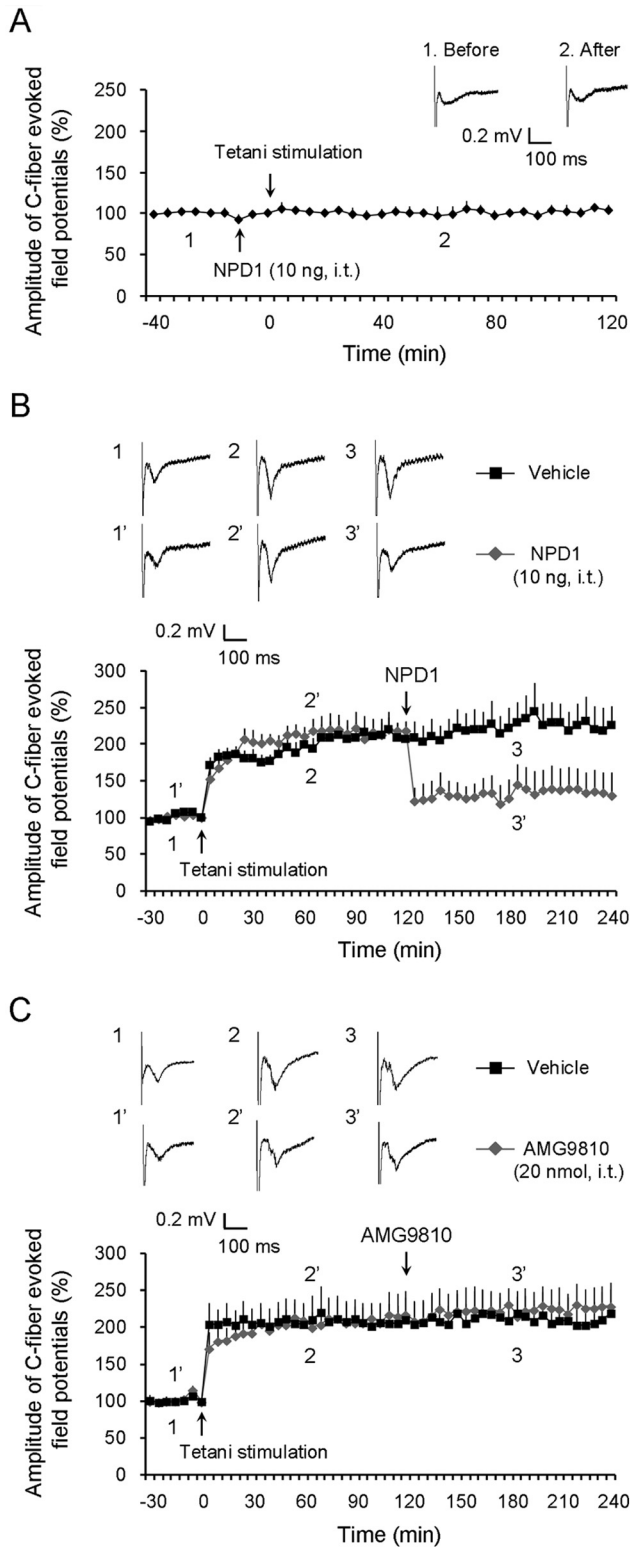 A
1. Before
2. After
0.2 mV
100 ms
Amplitude of C-fiber evoked
field potentials (%)
250
200
150
100
50
0
Tetani stimulation
1
2
NPD1 (10 ng, i.t.)
-40
0
40
80
120
Time (min)
B
1
2
3
Vehicle
1’
2’
3’
NPD1
(10 ng, i.t.)
0.2 mV
100 ms
Amplitude of C-fiber evoked
field potentials (%)
300
250
200
150
100
50
0
NPD1
1’
2’
1
2
3
3’
Tetani stimulation
-30
0
30
60
90
120
150
180
210
240
Time (min)
C
1
2
3
Vehicle
1’
2’
3’
AMG9810
(20 nmol, i.t.)
0.2 mV
100 ms
Amplitude of C-fiber evoked
field potentials (%)
300
250
200
150
100
50
0
AMG9810
1’
2’
3’
1
2
3
Tetani stimulation
-30
0
30
60
90
120
150
180
210
240
Time (min)